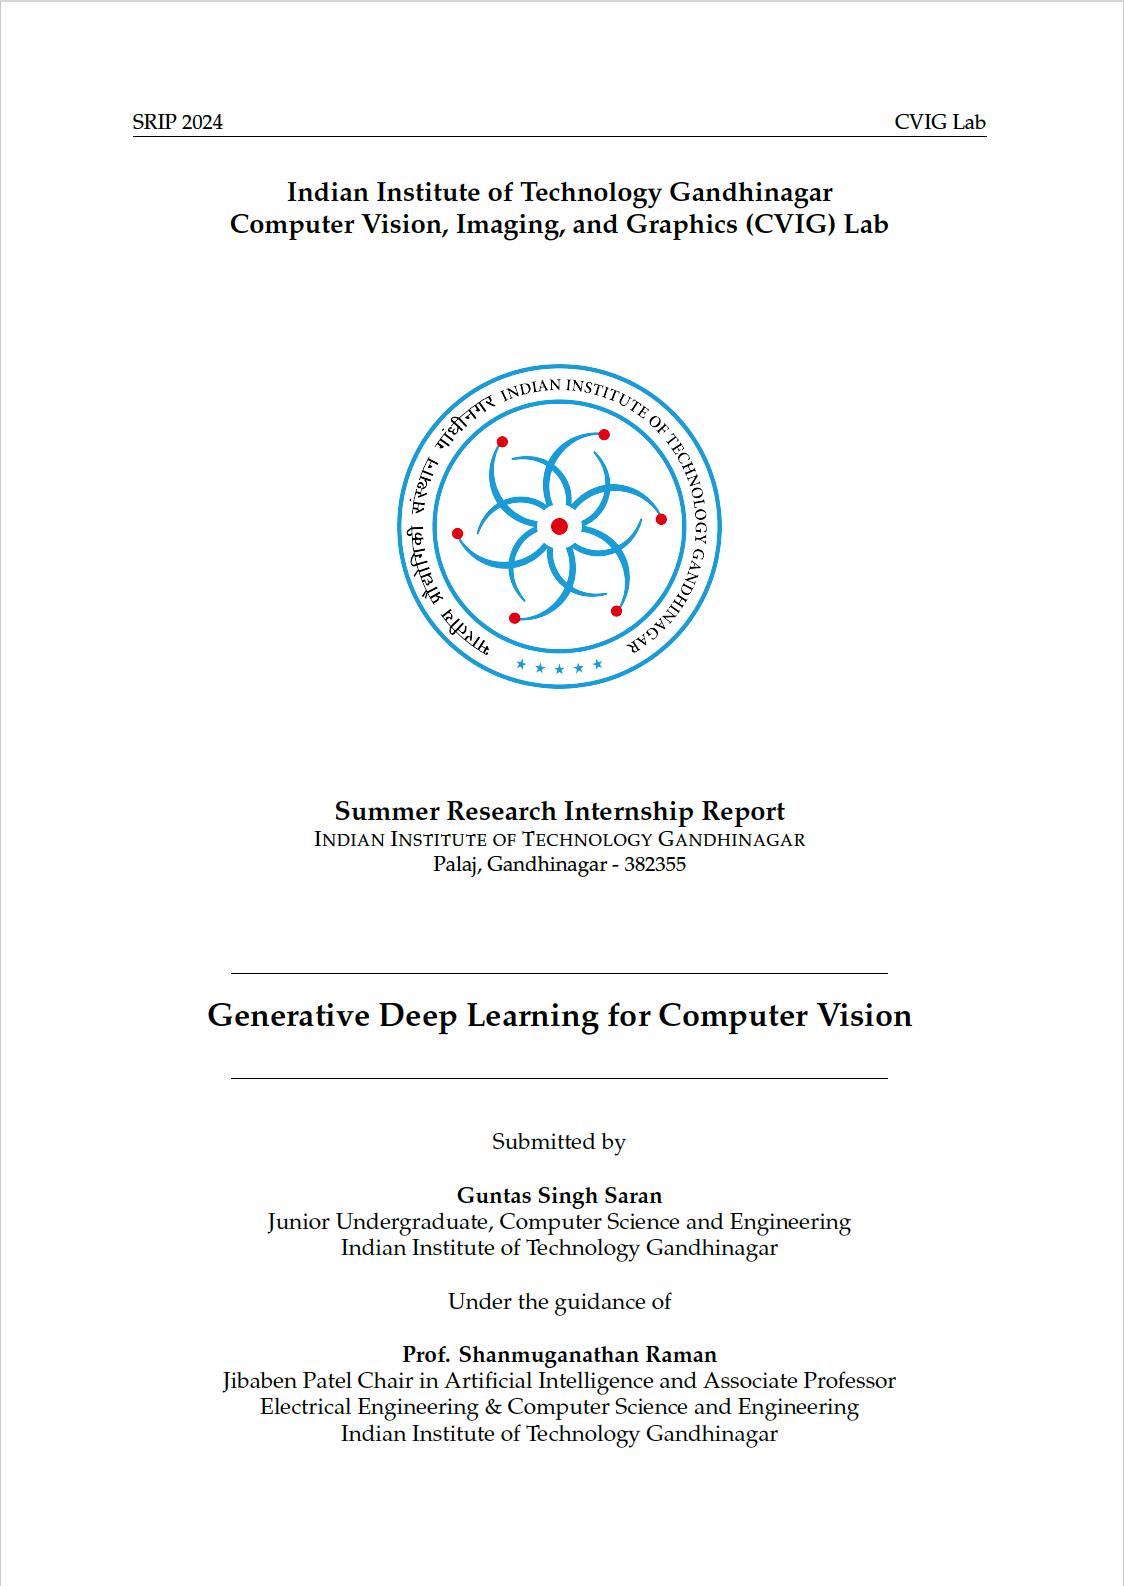 SRIP 2024
CVIG Lab
Indian Institute of Technology Gandhinagar
Computer Vision, Imaging, and Graphics (CVIG) Lab
भारतीय प्रौद्योगिकी संस्थान गांधीनगर
INDIAN INSTITUTE OF TECHNOLOGY GANDHINAGAR
Summer Research Internship Report
INDIAN INSTITUTE OF TECHNOLOGY GANDHINAGAR
Palaj, Gandhinagar - 382355
Generative Deep Learning for Computer Vision
Submitted by
Guntas Singh Saran
Junior Undergraduate, Computer Science and Engineering
Indian Institute of Technology Gandhinagar
Under the guidance of
Prof. Shanmuganathan Raman
Jibaben Patel Chair in Artificial Intelligence and Associate Professor
Electrical Engineering & Computer Science and Engineering
Indian Institute of Technology Gandhinagar